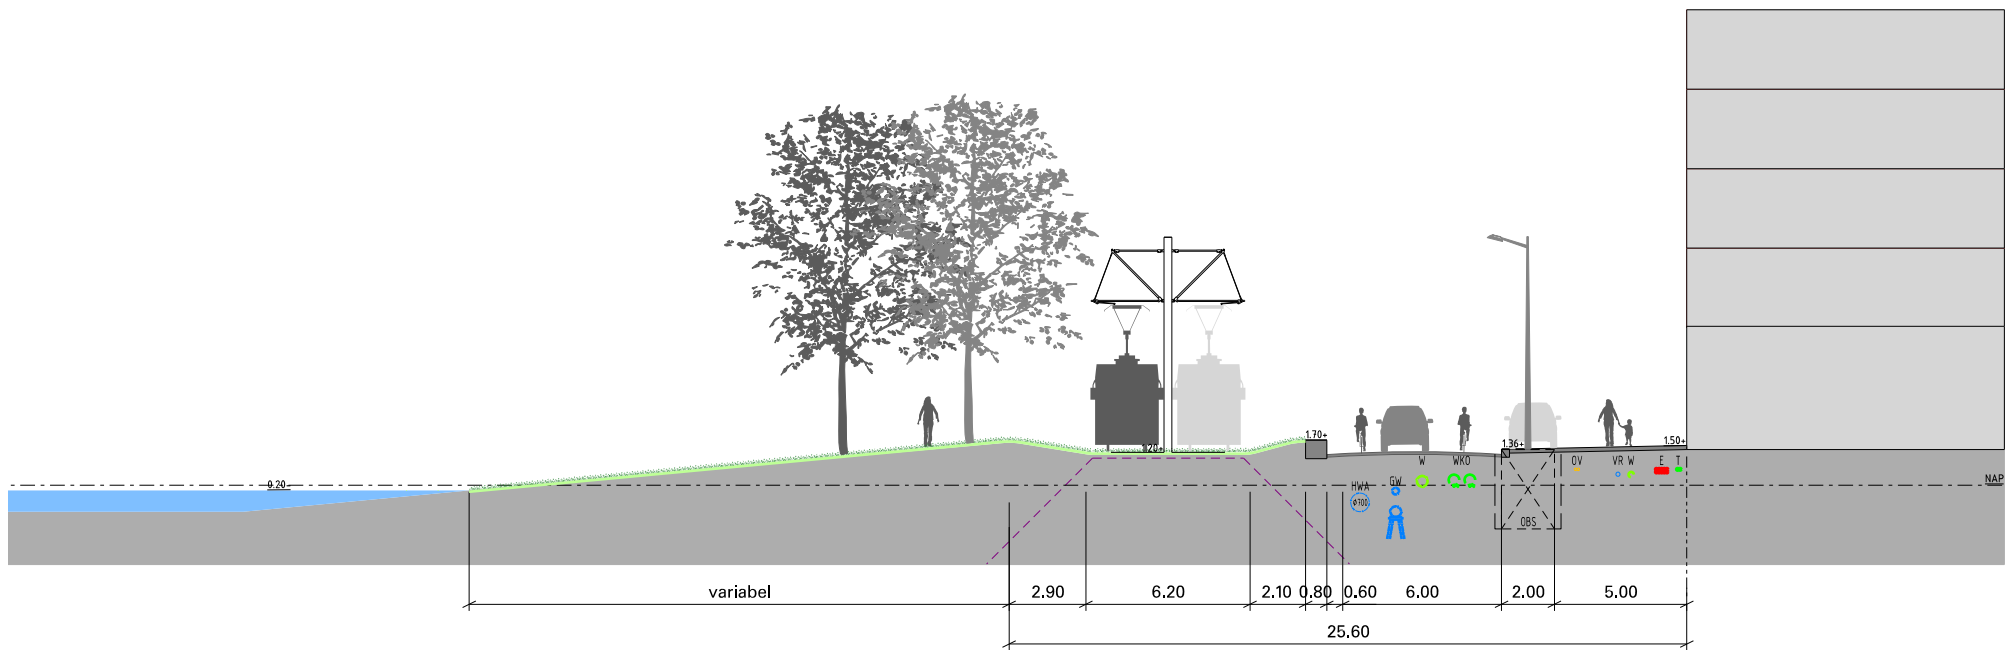 1.70+
1.36+
1.50+
1.20+
W
WKO
OV
VR
W
E
T
HWA
GW
NAP
0.20
Ø700
OBS
variabel
2.90
6.20
2.10
0.80
0.60
6.00
2.00
5.00
25.60